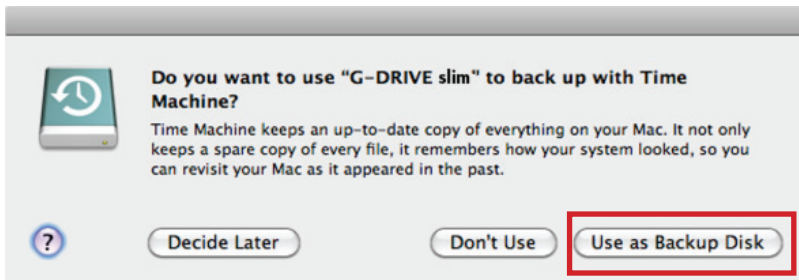 Do you want to use “G-DRIVE slim" to back up with Time
Machine?
Time Machine keeps an up-to-date copy of everything on your Mac. It not only
keeps a spare copy of every file, it remembers how your system looked, so you
can revisit your Mac as it appeared in the past.
? Decide Later Don't Use Use as Backup Disk